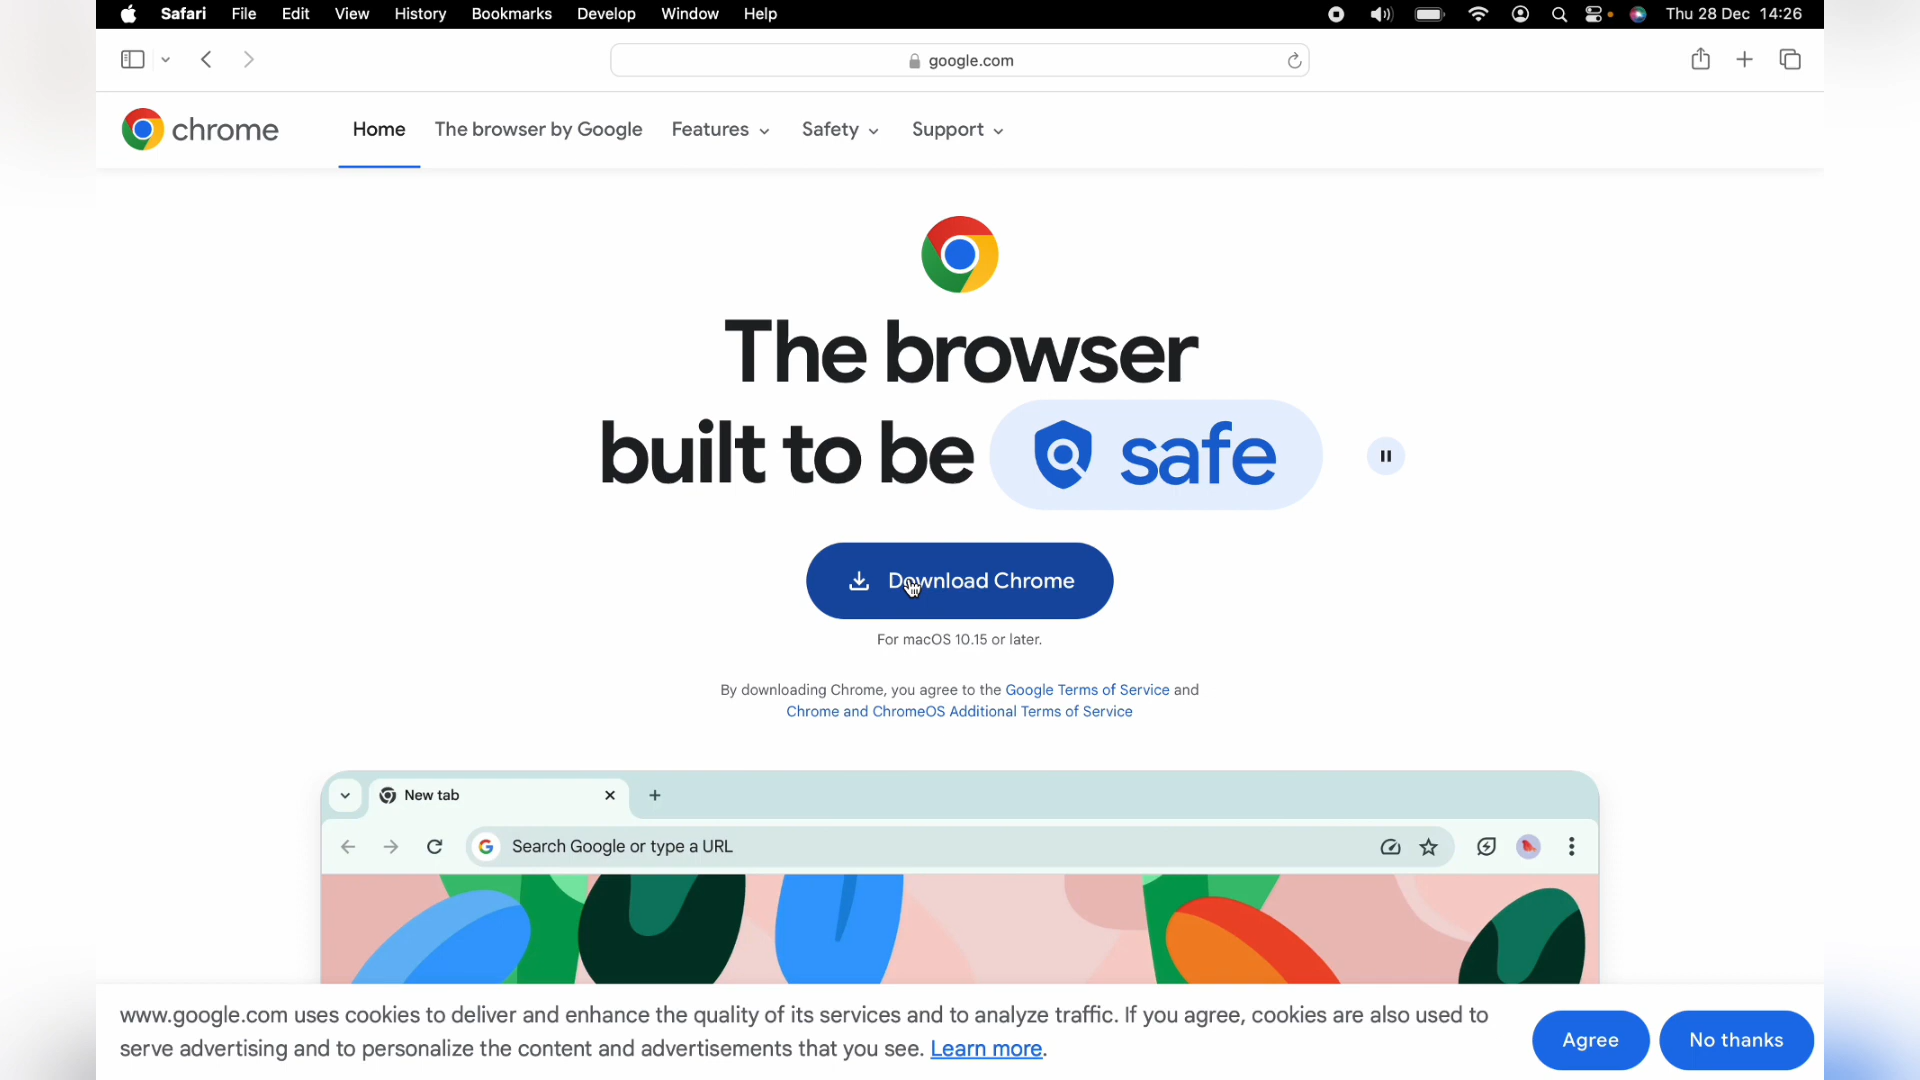 Safari File Edit View History Bookmarks Develop Window Help Thu 28 Dec 14:26
google.com
chrome Home The browser by Google Features Safety Support
The browser
built to be safe
Download Chrome
For macOS 10.15 or later.
By downloading Chrome, you agree to the Google Terms of Service and
Chrome and ChromeOS Additional Terms of Service
New tab
Search Google or type a URL
www.google.com uses cookies to deliver and enhance the quality of its services and to analyze traffic. If you agree, cookies are also used to
serve advertising and to personalize the content and advertisements that you see. Learn more.
Agree No thanks